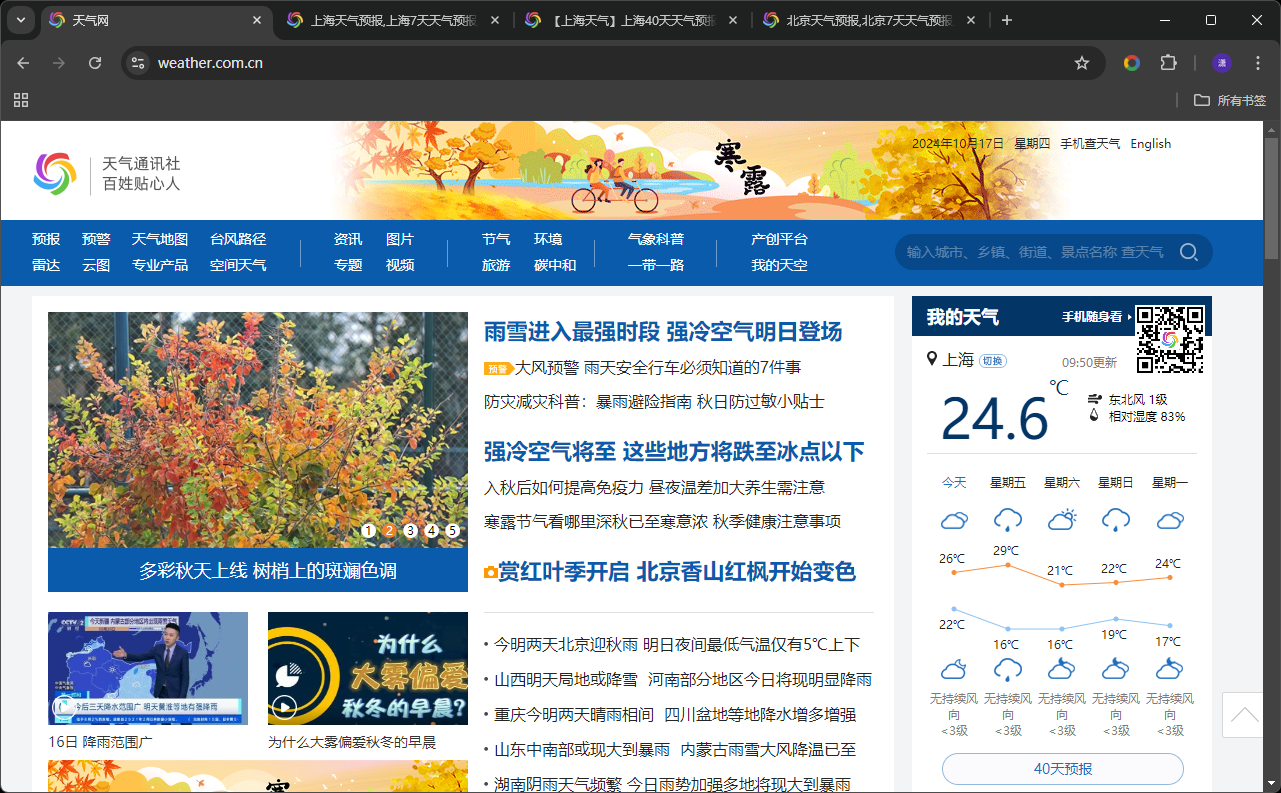 天气网
上海天气预报,上海7天天气预报
【上海天气】上海40天天气预报
北京天气预报,北京7天天气预报
weather.com.cn
潇
所有书签
天气通讯社
百姓贴心人
寒露
2024年10月17日 星期四 手机查天气 English
预报 预警 天气地图 台风路径 资讯 图片 节气 环境 气象科普 产创平台
雷达 云图 专业产品 空间天气 专题 视频 旅游 碳中和 一带一路 我的天空
输入城市、乡镇、街道、景点名称 查天气
1 2 3 4 5
多彩秋天上线 树梢上的斑斓色调
16日 降雨范围广
为什么
大雾偏爱
秋冬的早晨?
为什么大雾偏爱秋冬的早晨
寒
雨雪进入最强时段 强冷空气明日登场
预警 大风预警 雨天安全行车必须知道的7件事
防灾减灾科普：暴雨避险指南 秋日防过敏小贴士
强冷空气将至 这些地方将跌至冰点以下
入秋后如何提高免疫力 昼夜温差加大养生需注意
寒露节气看哪里深秋已至寒意浓 秋季健康注意事项
赏红叶季开启 北京香山红枫开始变色
· 今明两天北京迎秋雨 明日夜间最低气温仅有5℃上下
· 山西明天局地或降雪 河南部分地区今日将现明显降雨
· 重庆今明两天晴雨相间 四川盆地等地降水增多增强
· 山东中南部或现大到暴雨 内蒙古雨雪大风降温已至
· 湖南阴雨天气频繁 今日雨势加强多地将现大到暴雨
我的天气 手机随身看
上海 切换 09:50更新
24.6℃
东北风 1级
相对湿度 83%
今天 星期五 星期六 星期日 星期一
26℃ 29℃ 21℃ 22℃ 24℃
22℃ 16℃ 16℃ 19℃ 17℃
无持续风向 无持续风向 无持续风向 无持续风向 无持续风向
<3级 <3级 <3级 <3级 <3级
40天预报